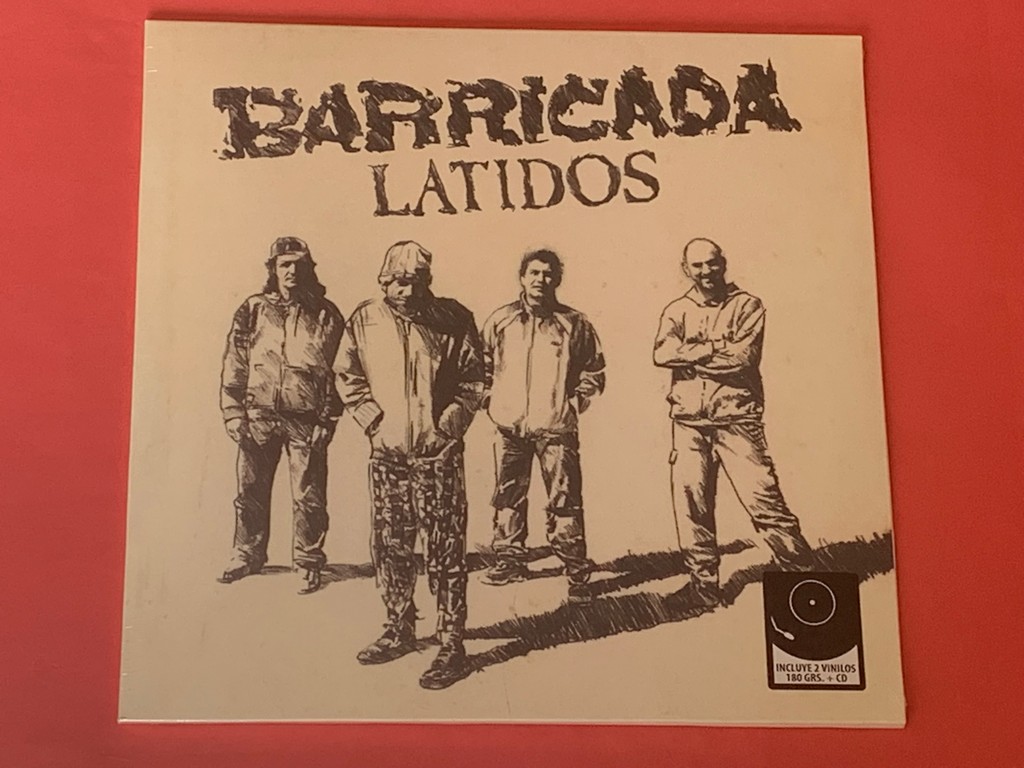 BARRICADA
LATIDOS
INCLUYE 2 VINILOS
180 GRS. + CD